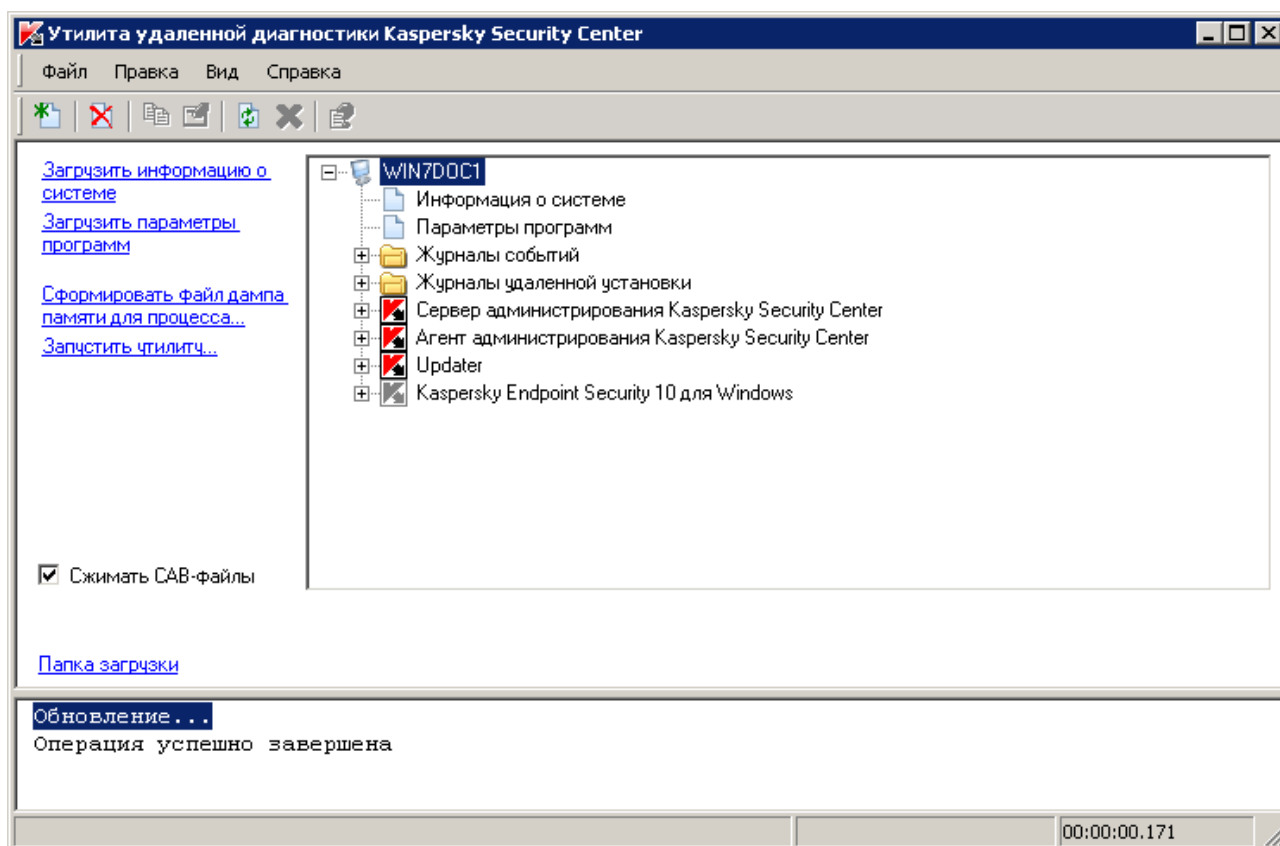 Утилита удаленной диагностики Kaspersky Security Center
Файл Правка Вид Справка
Загрузить информацию о
системе
Загрузить параметры
программ
Сформировать файл дампа
памяти для процесса...
Запустить утилиту...
Сжимать CAB-файлы
Папка загрузки
WIN7DOC1
Информация о системе
Параметры программ
Журналы событий
Журналы удаленной установки
Сервер администрирования Kaspersky Security Center
Агент администрирования Kaspersky Security Center
Updater
Kaspersky Endpoint Security 10 для Windows
Обновление...
Операция успешно завершена
00:00:00.171